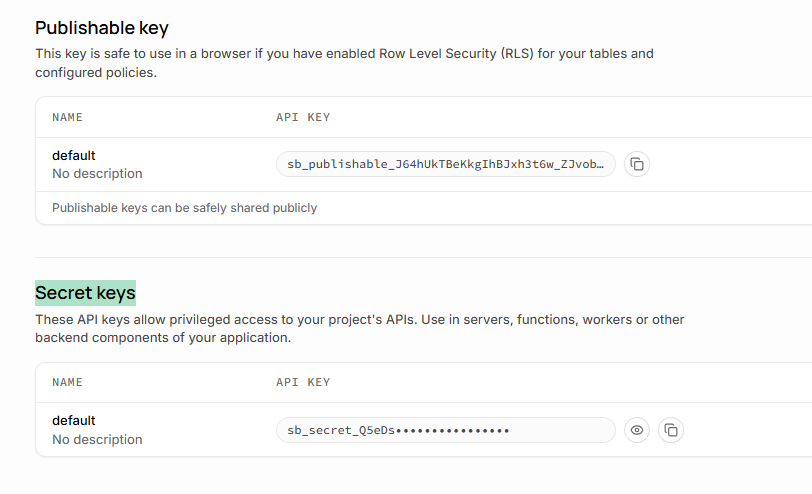 Publishable key
This key is safe to use in a browser if you have enabled Row Level Security (RLS) for your tables and
configured policies.
NAME API KEY
default
sb_publishable_J64hUkTBeKkgIhBJxh3t6w_ZJvob…
No description
Publishable keys can be safely shared publicly
Secret keys
These API keys allow privileged access to your project's APIs. Use in servers, functions, workers or other
backend components of your application.
NAME API KEY
default
sb_secret_Q5eDs••••••••••••••••
No description